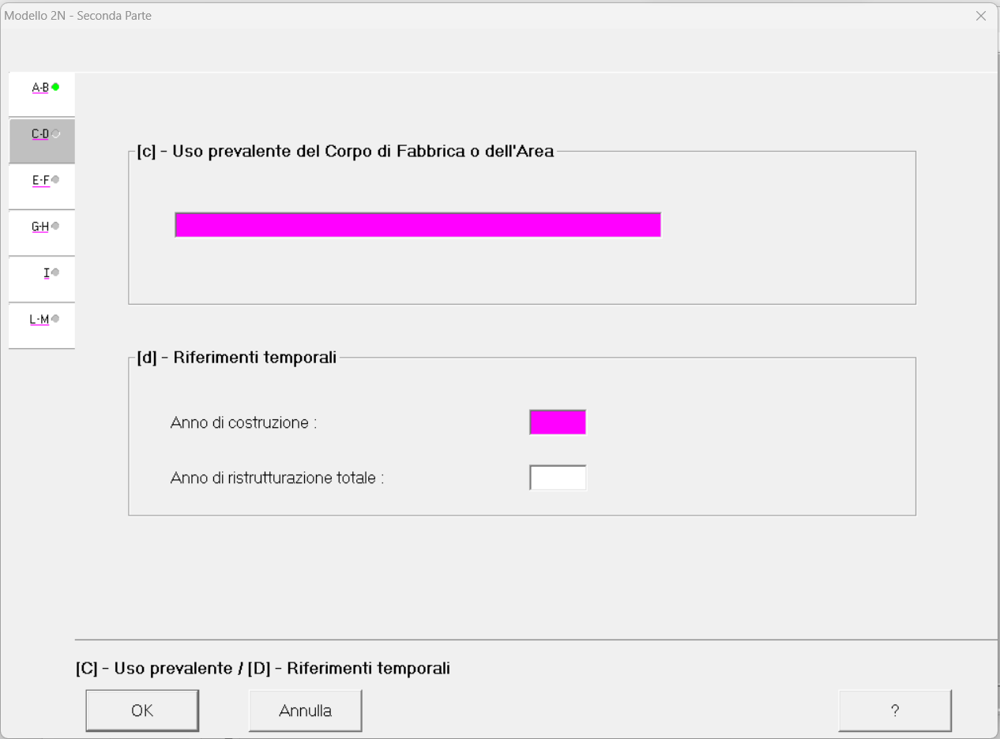 Modello 2N - Seconda Parte
A-B
C-D
E-F
G-H
I
L-M
[c] - Uso prevalente del Corpo di Fabbrica o dell'Area
[d] - Riferimenti temporali
Anno di costruzione :
Anno di ristrutturazione totale :
[C] - Uso prevalente / [D] - Riferimenti temporali
OK
Annulla
?